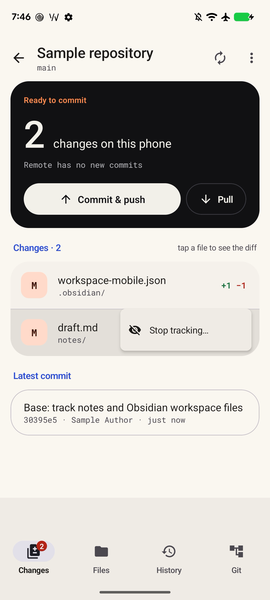 7:46
Sample repository
main
Ready to commit
2 changes on this phone
Remote has no new commits
Commit & push
Pull
Changes · 2
tap a file to see the diff
M
workspace-mobile.json
.obsidian/
+1 −1
M
draft.md
notes/
Stop tracking…
Latest commit
Base: track notes and Obsidian workspace files
30395e5 · Sample Author · just now
2
Changes
Files
History
Git